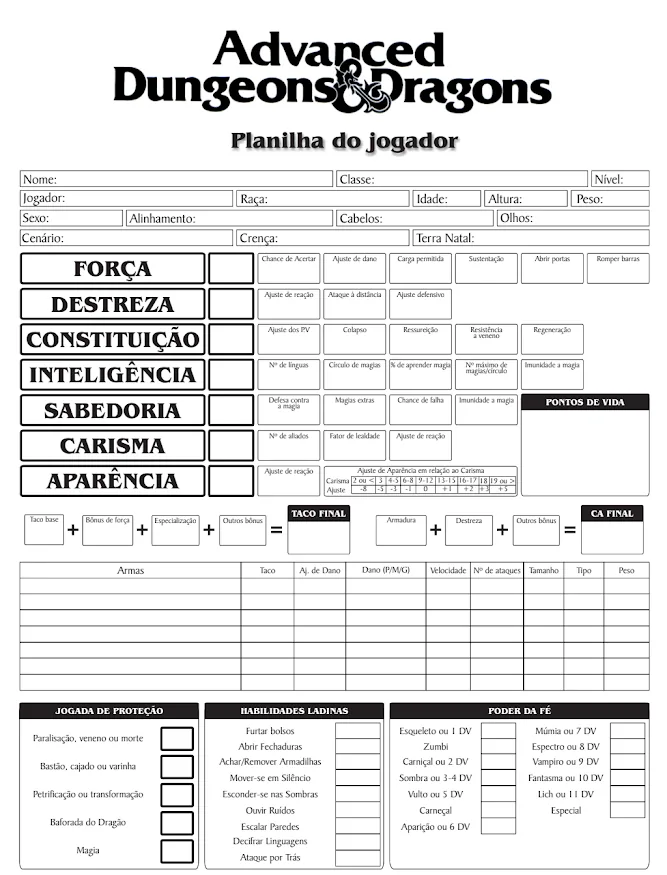 Advanced
Dungeons & Dragons
Planilha do jogador
Nome: Classe: Nível:
Jogador: Raça: Idade: Altura: Peso:
Sexo: Alinhamento: Cabelos: Olhos:
Cenário: Crença: Terra Natal:
FORÇA Chance de Acertar Ajuste de dano Carga permitida Sustentação Abrir portas Romper barras
DESTREZA Ajuste de reação Ataque à distância Ajuste defensivo
CONSTITUIÇÃO Ajuste dos P.V Colapso Ressureição Resistência à veneno Regeneração
INTELIGÊNCIA Nº de línguas Círculo de magias % de aprender magia Nº máximo de magias/círculo Imunidade a magia
SABEDORIA Defesa contra a magia Magias extras Chance de falha Imunidade a magia PONTOS DE VIDA
CARISMA Nº de aliados Fator de lealdade Ajuste de reação
APARÊNCIA Ajuste de reação Ajuste de Aparência em relação ao Carisma
Carisma 2 ou < 3 4-5 6-8 9-12 13-15 16-17 18 19 ou >
Ajuste -8 -5 -3 -1 0 +1 +2 +3 +5
Taco base + Bônus de força + Especialização + Outros bônus = TACO FINAL Armadura + Destreza + Outros bônus = CA FINAL
Armas Taco Aj. de Dano Dano (P/M/G) Velocidade Nº de ataques Tamanho Tipo Peso
JOGADA DE PROTEÇÃO
Paralisação, veneno ou morte
Bastão, cajado ou varinha
Petrificação ou transformação
Baforada do Dragão
Magia
HABILIDADES LADINAS
Furtar bolsos
Abrir Fechaduras
Achar/Remover Armadilhas
Mover-se em Silêncio
Esconder-se nas Sombras
Ouvir Ruídos
Escalar Paredes
Decifrar Linguagens
Ataque por Trás
PODER DA FÉ
Esqueleto ou 1 DV
Zumbi
Carniçal ou 2 DV
Sombra ou 3-4 DV
Vulto ou 5 DV
Carneçal
Aparição ou 6 DV
Múmia ou 7 DV
Espectro ou 8 DV
Vampiro ou 9 DV
Fantasma ou 10 DV
Lich ou 11 DV
Especial